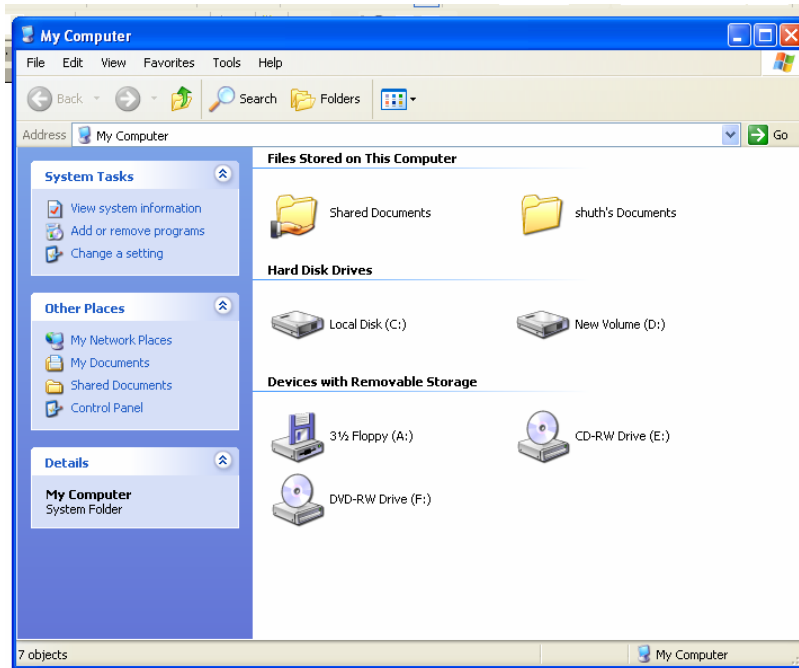 My Computer
File Edit View Favorites Tools Help
Back Search Folders
Address My Computer Go
System Tasks
View system information
Add or remove programs
Change a setting
Other Places
My Network Places
My Documents
Shared Documents
Control Panel
Details
My Computer
System Folder
Files Stored on This Computer
Shared Documents shuth's Documents
Hard Disk Drives
Local Disk (C:) New Volume (D:)
Devices with Removable Storage
3½ Floppy (A:) CD-RW Drive (E:)
DVD-RW Drive (F:)
7 objects My Computer